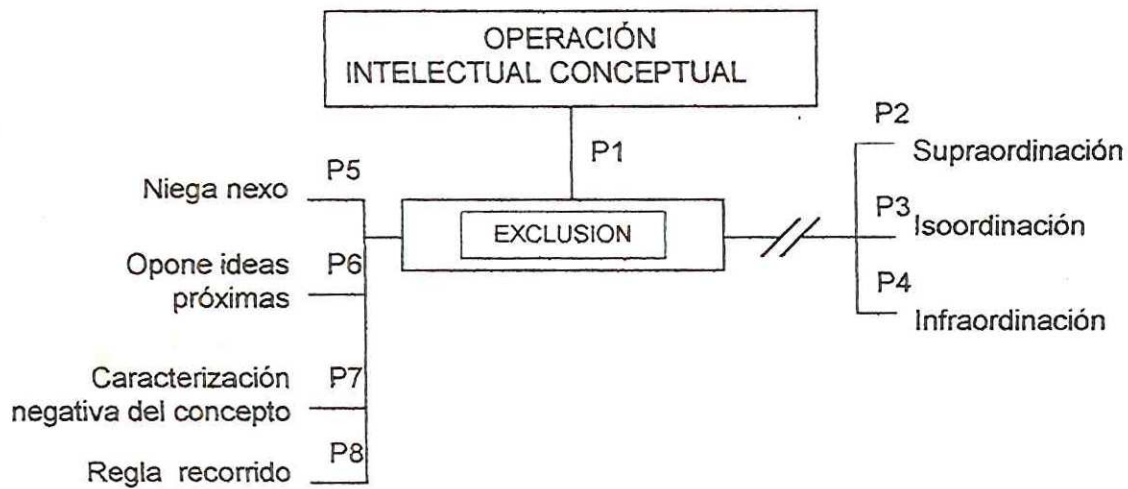 OPERACIÓN
INTELECTUAL CONCEPTUAL
P1
P2
Supraordinación
P5
Niega nexo
EXCLUSION
P3
Isoordinación
Opone ideas
próximas
P6
P4
Infraordinación
Caracterización
negativa del concepto
P7
P8
Regla recorrido